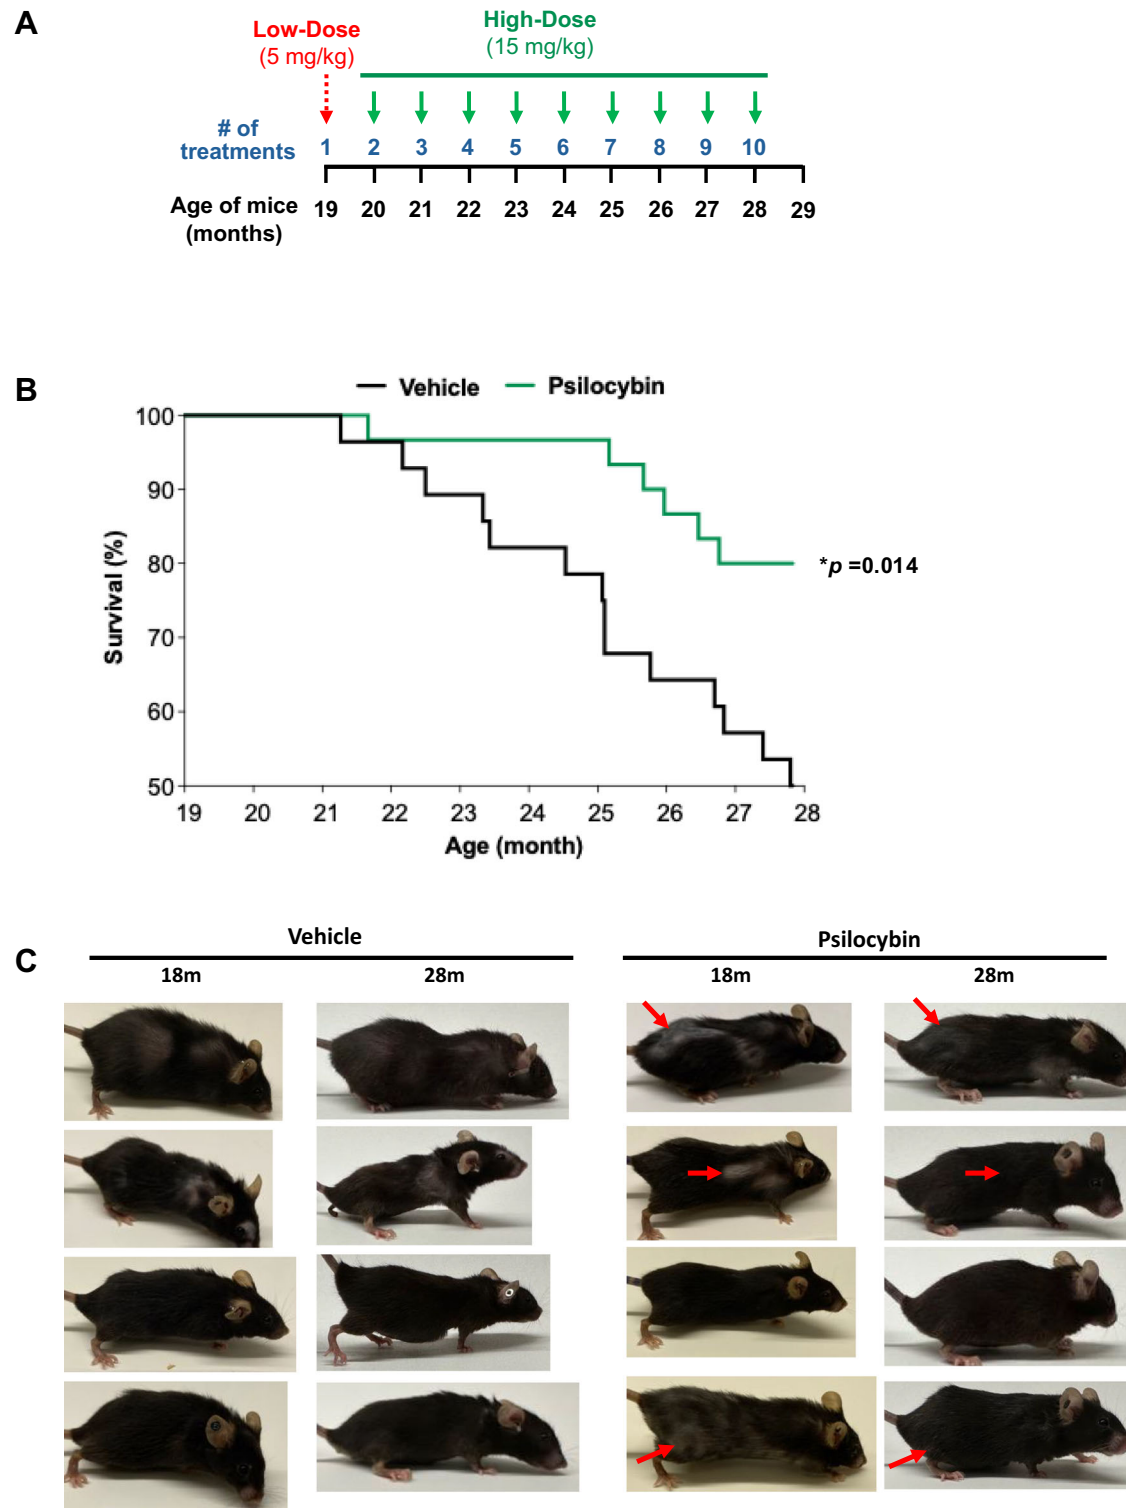 A
Low-Dose
(5 mg/kg)
High-Dose
(15 mg/kg)
# of
treatments
1 2 3 4 5 6 7 8 9 10
Age of mice
(months)
19 20 21 22 23 24 25 26 27 28 29
B
Vehicle Psilocybin
100
90
80
70
60
50
Survival (%)
*p =0.014
19 20 21 22 23 24 25 26 27 28
Age (month)
C
Vehicle Psilocybin
18m 28m 18m 28m